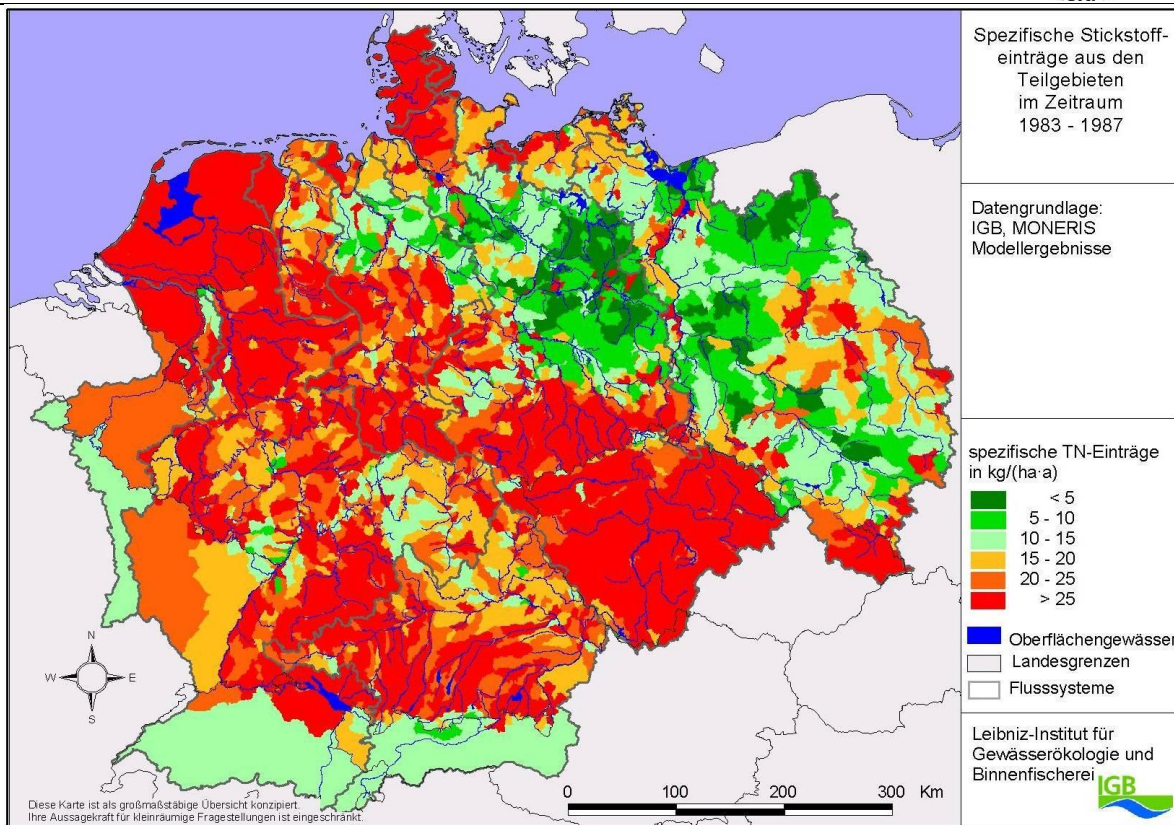 Spezifische Stickstoff-
einträge aus den
Teilgebieten
im Zeitraum
1983 - 1987
Datengrundlage:
IGB, MONERIS
Modellergebnisse
spezifische TN-Einträge
in kg/(ha·a)
< 5
5 - 10
10 - 15
15 - 20
20 - 25
> 25
Oberflächengewässer
Landesgrenzen
Flusssysteme
Leibniz-Institut für
Gewässerökologie und
Binnenfischerei
IGB
N
W E
S
0 100 200 300 Km
Diese Karte ist als großmaßstäbige Übersicht konzipiert.
Ihre Aussagekraft für kleinräumige Fragestellungen ist eingeschränkt.